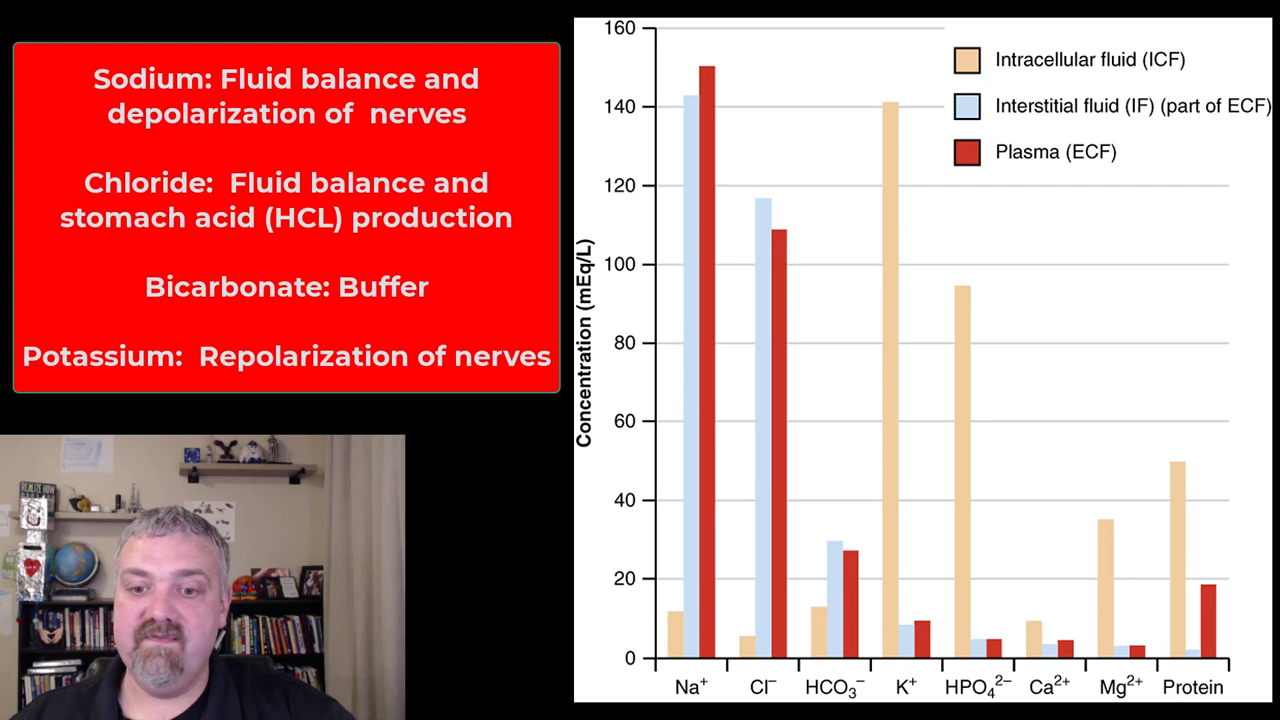 Sodium: Fluid balance and
depolarization of  nerves
Chloride:  Fluid balance and
stomach acid (HCL) production
Bicarbonate: Buffer
Potassium:  Repolarization of nerves
Intracellular fluid (ICF)
Interstitial fluid (IF) (part of ECF)
Plasma (ECF)
Concentration (mEq/L)
160
140
120
100
80
60
40
20
0
Na⁺ Cl⁻ HCO₃⁻ K⁺ HPO₄²⁻ Ca²⁺ Mg²⁺ Protein